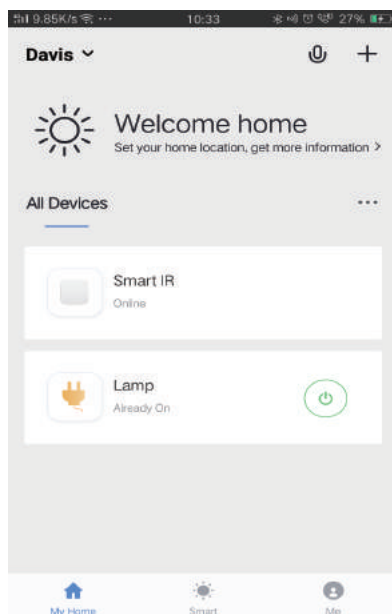 9.85K/s ··· 10:33 27%
Davis
Welcome home
Set your home location, get more information >
All Devices
Smart IR
Online
Lamp
Already On
My Home Smart Me